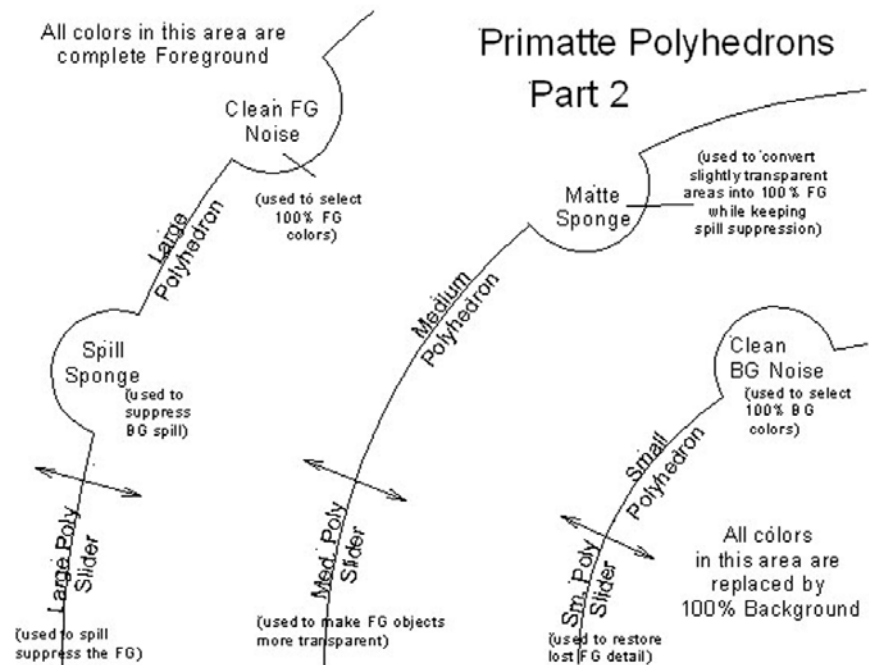 All colors in this area are
complete Foreground
Primatte Polyhedrons
Part 2
Clean FG
Noise
(used to select
100% FG
colors)
Large
Polyhedron
Spill
Sponge
(used to
suppress
BG spill)
Large Poly
Slider
(used to spill
suppress the FG)
Matte
Sponge
(used to convert
slightly transparent
areas into 100% FG
while keeping
spill suppression)
Medium
Polyhedron
Med. Poly
Slider
(used to make FG objects
more transparent)
Clean
BG Noise
(used to select
100% BG
colors)
Small
Polyhedron
Sm. Poly
Slider
(used to restore
lost FG detail)
All colors
in this area are
replaced by
100% Background